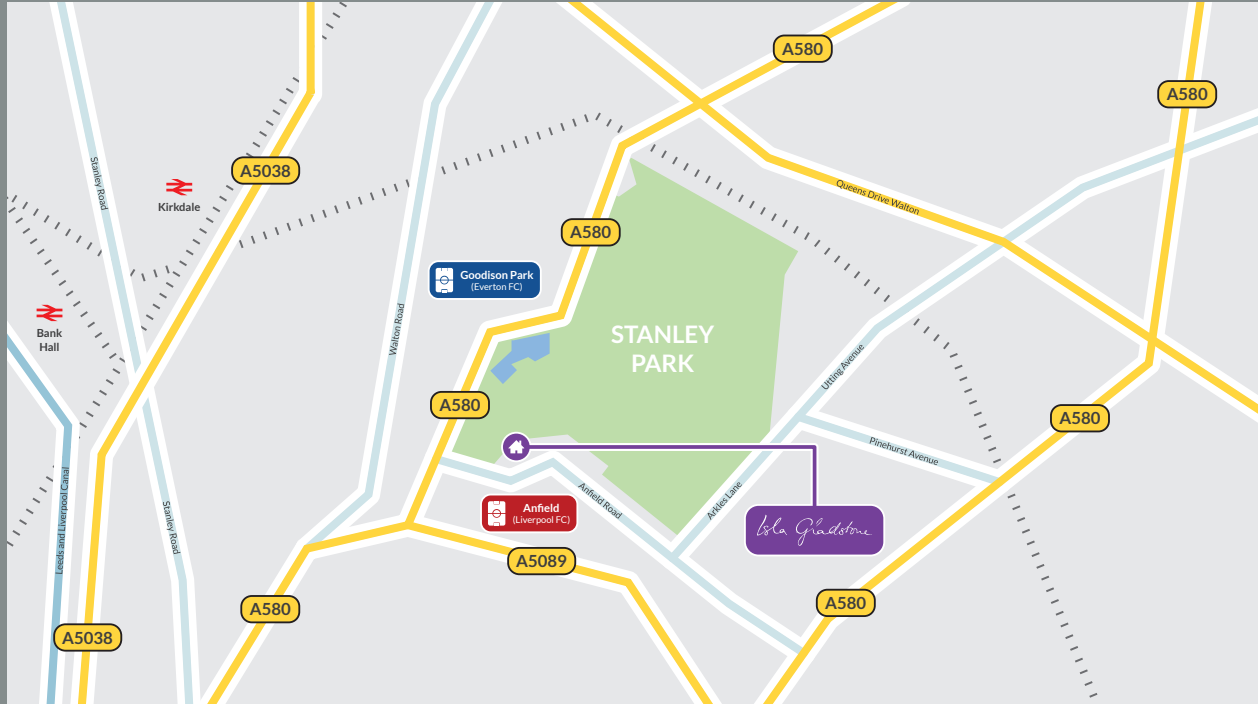 A580
A580
Stanley Road
A5038
Kirkdale
Queens Drive Walton
A580
Goodison Park
(Everton FC)
Bank
Hall
Walton Road
STANLEY
PARK
Utting Avenue
A580
A580
Pinehurst Avenue
Leeds and Liverpool Canal
Stanley Road
Anfield Road
Arkles Lane
Anfield
(Liverpool FC)
Isla Gladstone
A5089
A580
A580
A5038